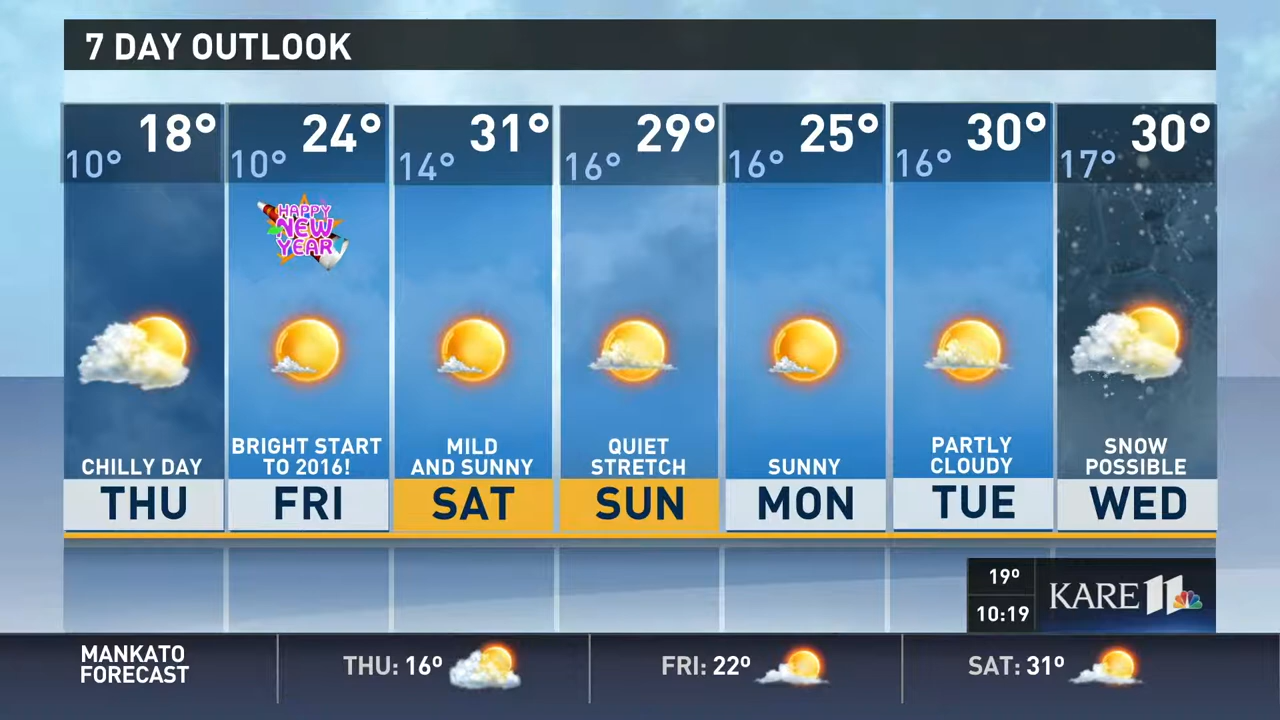 7 DAY OUTLOOK
18°
10°
24°
10°
31°
14°
29°
16°
25°
16°
30°
16°
30°
17°
HAPPY
NEW
YEAR
CHILLY DAY
BRIGHT START
TO 2016!
MILD
AND SUNNY
QUIET
STRETCH
SUNNY
PARTLY
CLOUDY
SNOW
POSSIBLE
THU
FRI
SAT
SUN
MON
TUE
WED
19°
10:19
KARE 11
MANKATO
FORECAST
THU: 16°
FRI: 22°
SAT: 31°